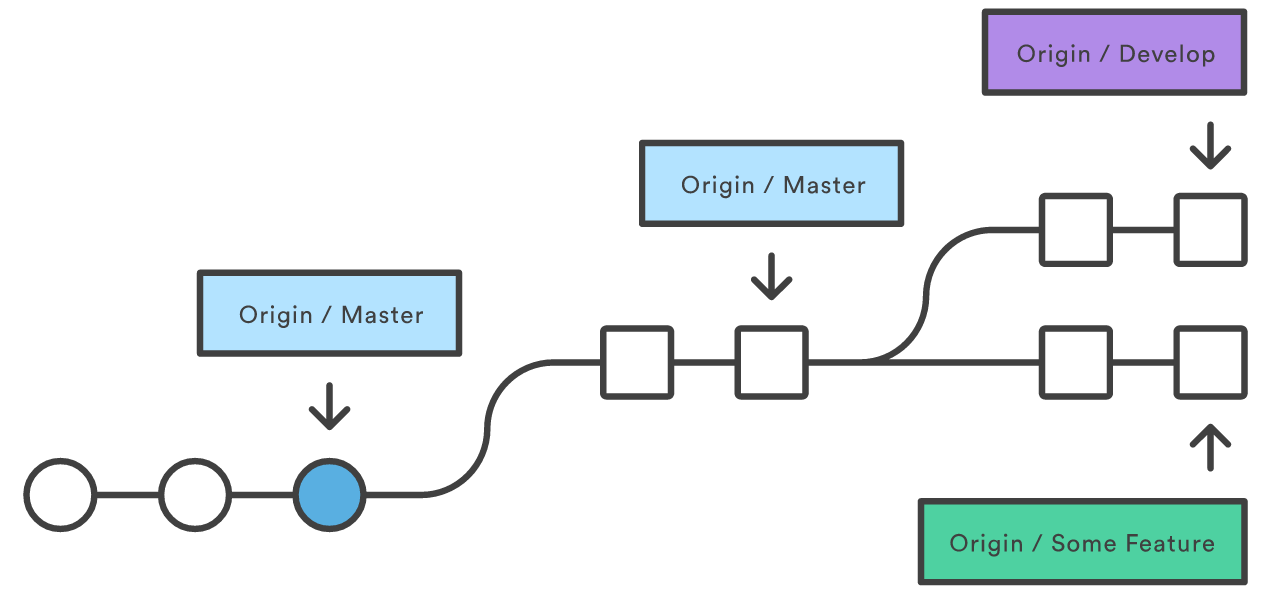 Origin / Develop
Origin / Master
Origin / Master
Origin / Some Feature